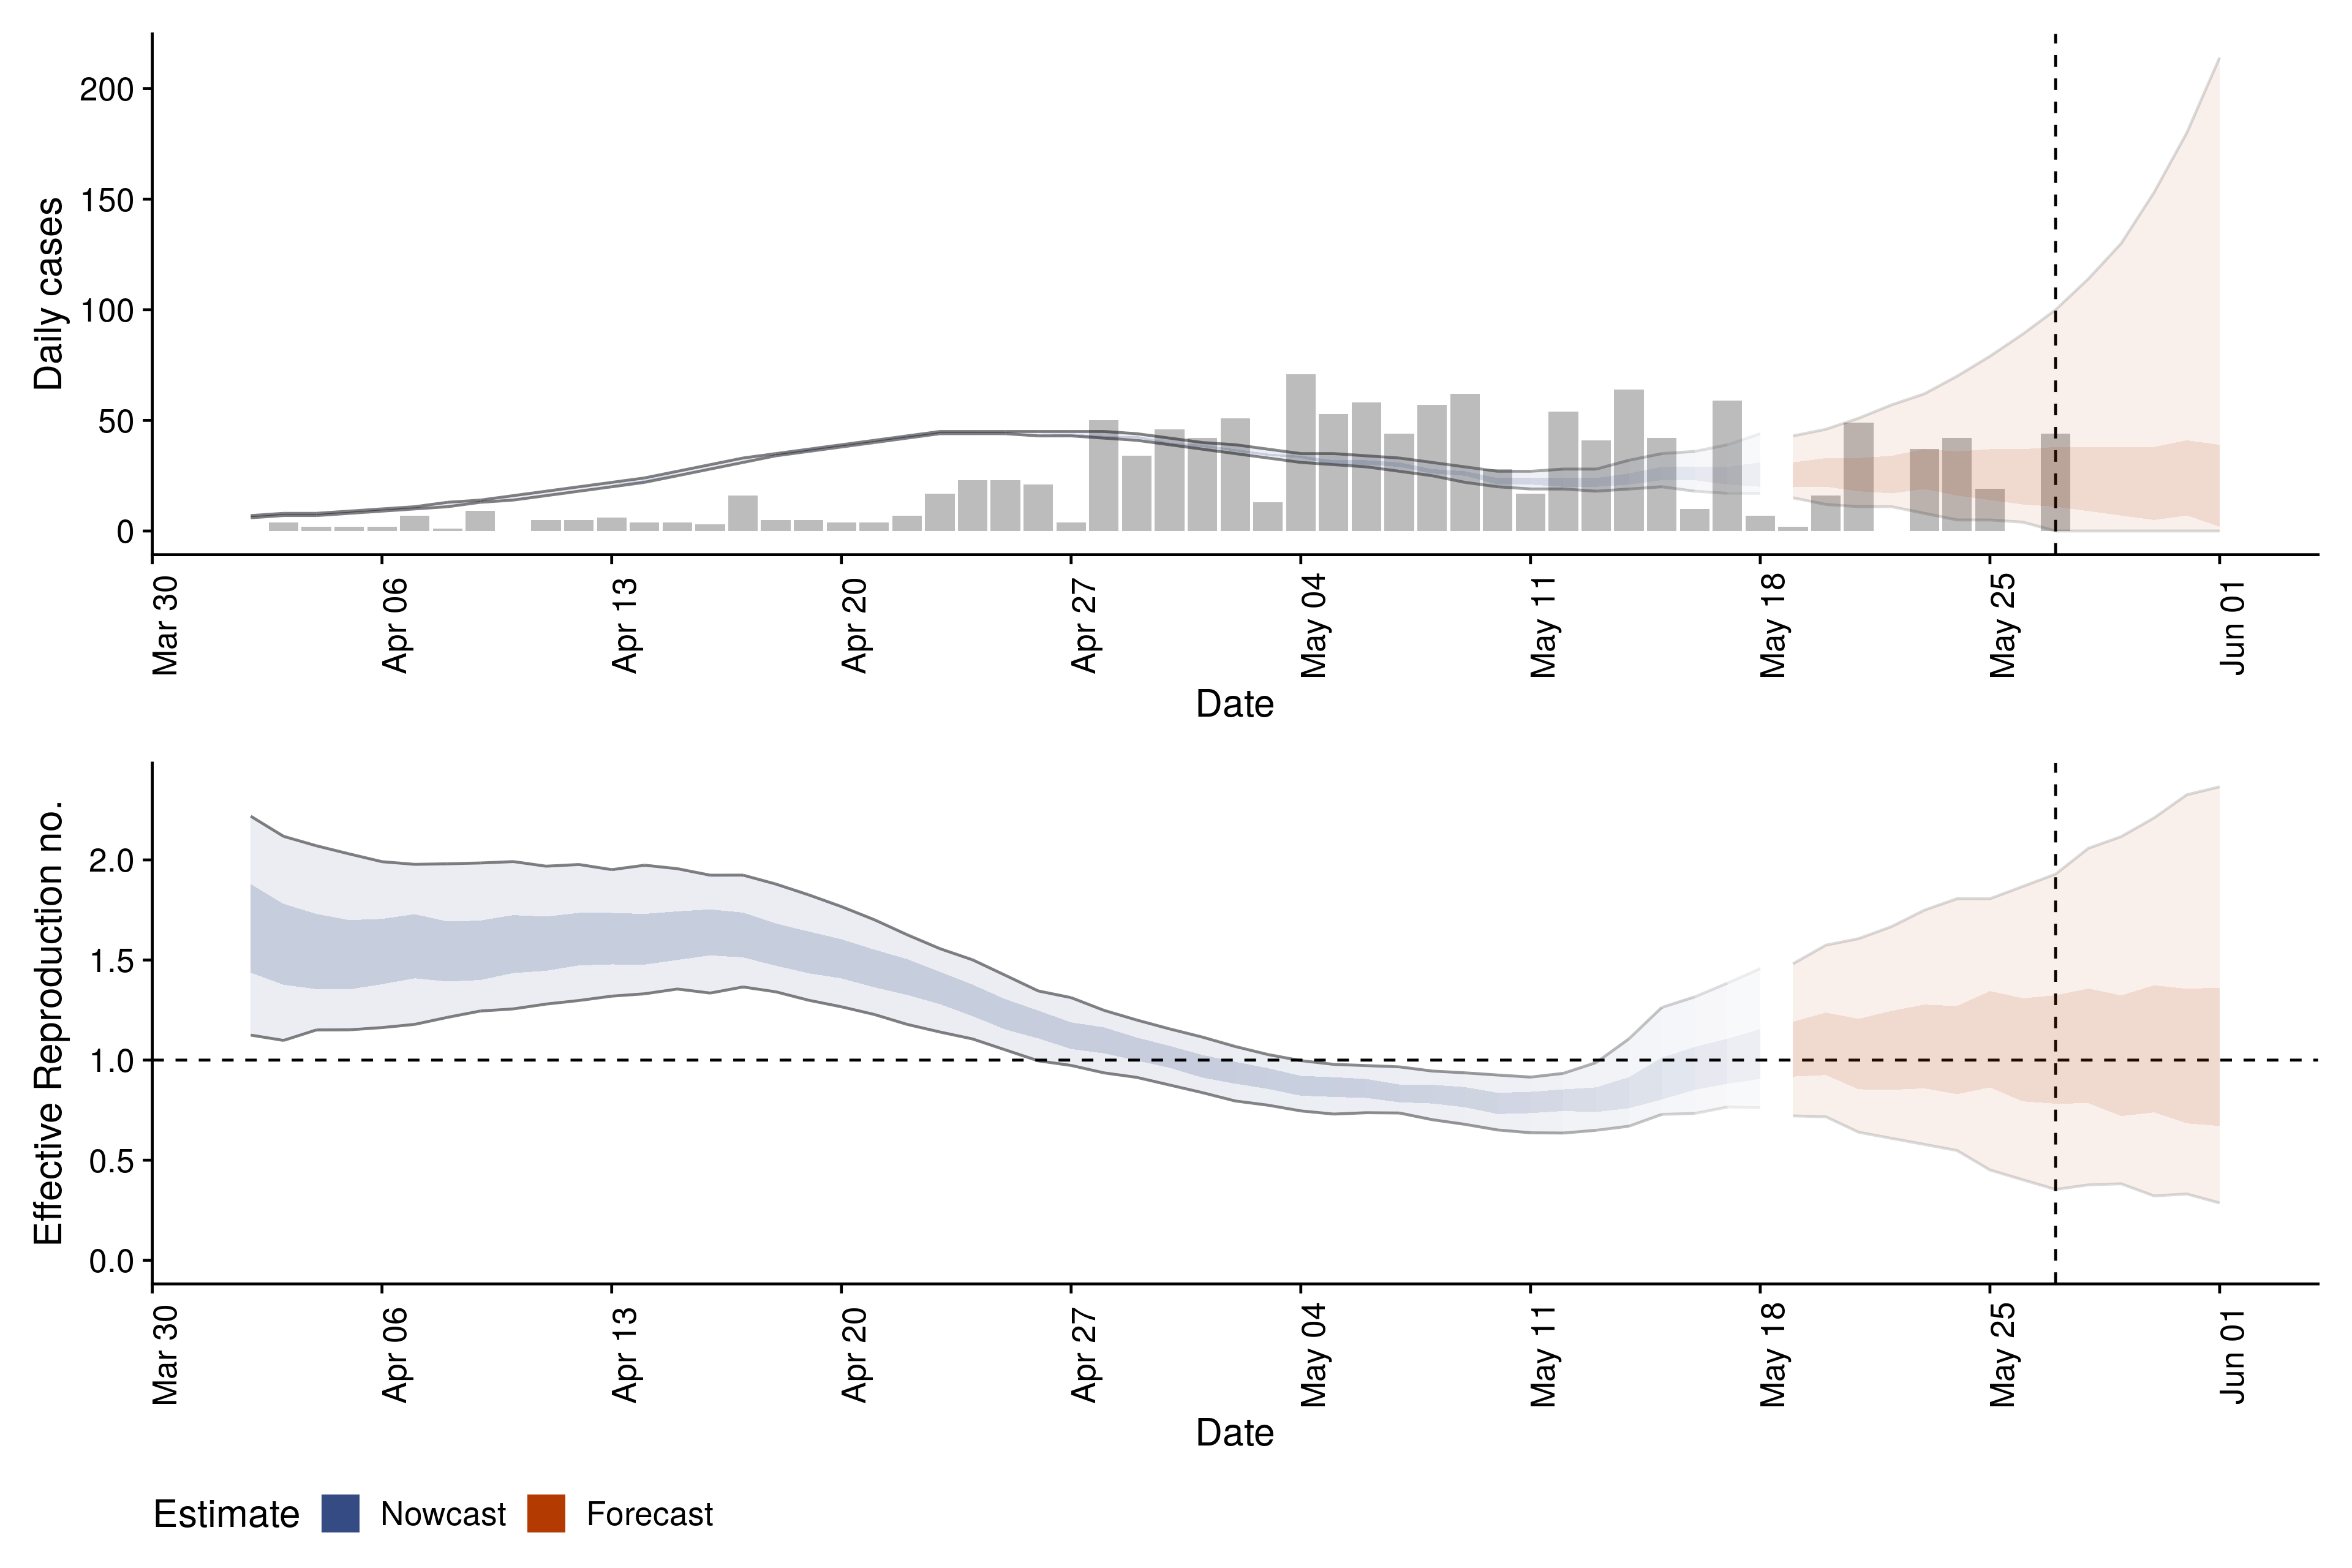 Daily cases
200
150
100
50
0
Mar 30
Apr 06
Apr 13
Apr 20
Apr 27
May 04
May 11
May 18
May 25
Jun 01
Date
Effective Reproduction no.
2.0
1.5
1.0
0.5
0.0
Mar 30
Apr 06
Apr 13
Apr 20
Apr 27
May 04
May 11
May 18
May 25
Jun 01
Date
Estimate Nowcast Forecast